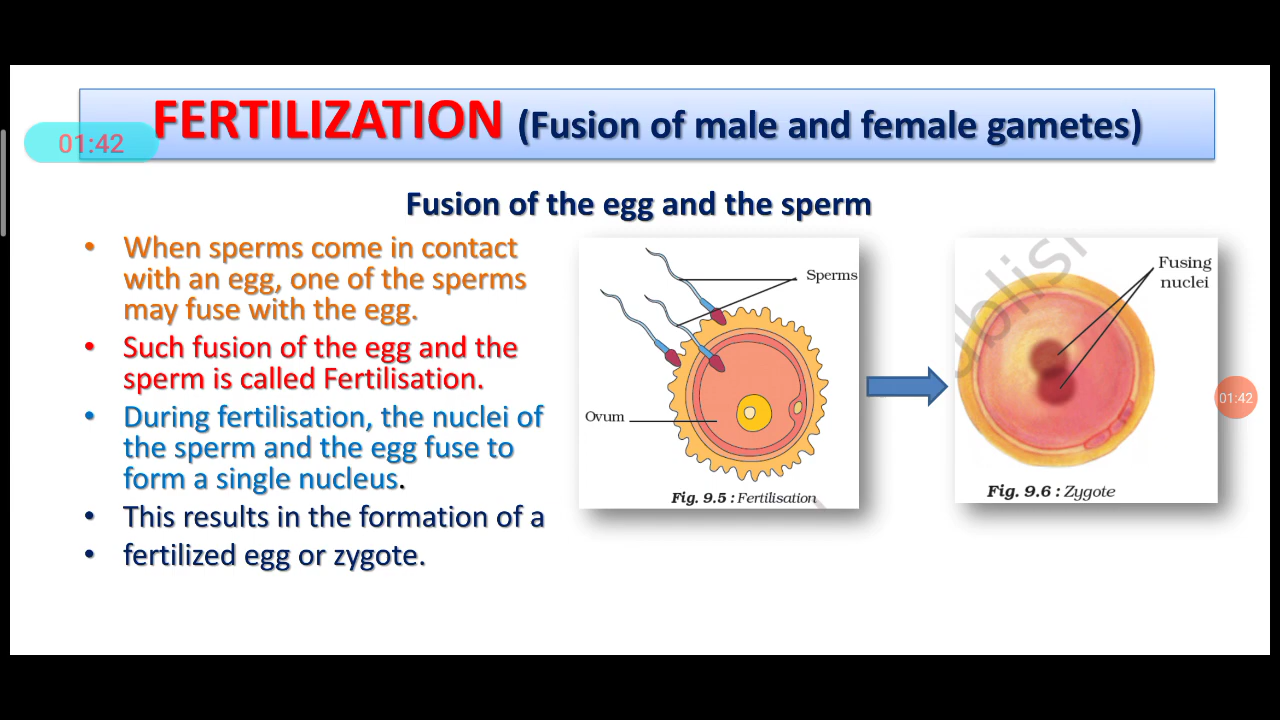 FERTILIZATION (Fusion of male and female gametes)
01:42
Fusion of the egg and the sperm
• When sperms come in contact
with an egg, one of the sperms
may fuse with the egg.
• Such fusion of the egg and the
sperm is called Fertilisation.
• During fertilisation, the nuclei of
the sperm and the egg fuse to
form a single nucleus.
• This results in the formation of a
• fertilized egg or zygote.
Sperms
Ovum
Fig. 9.5 : Fertilisation
Fusing
nuclei
Fig. 9.6 : Zygote
01:42